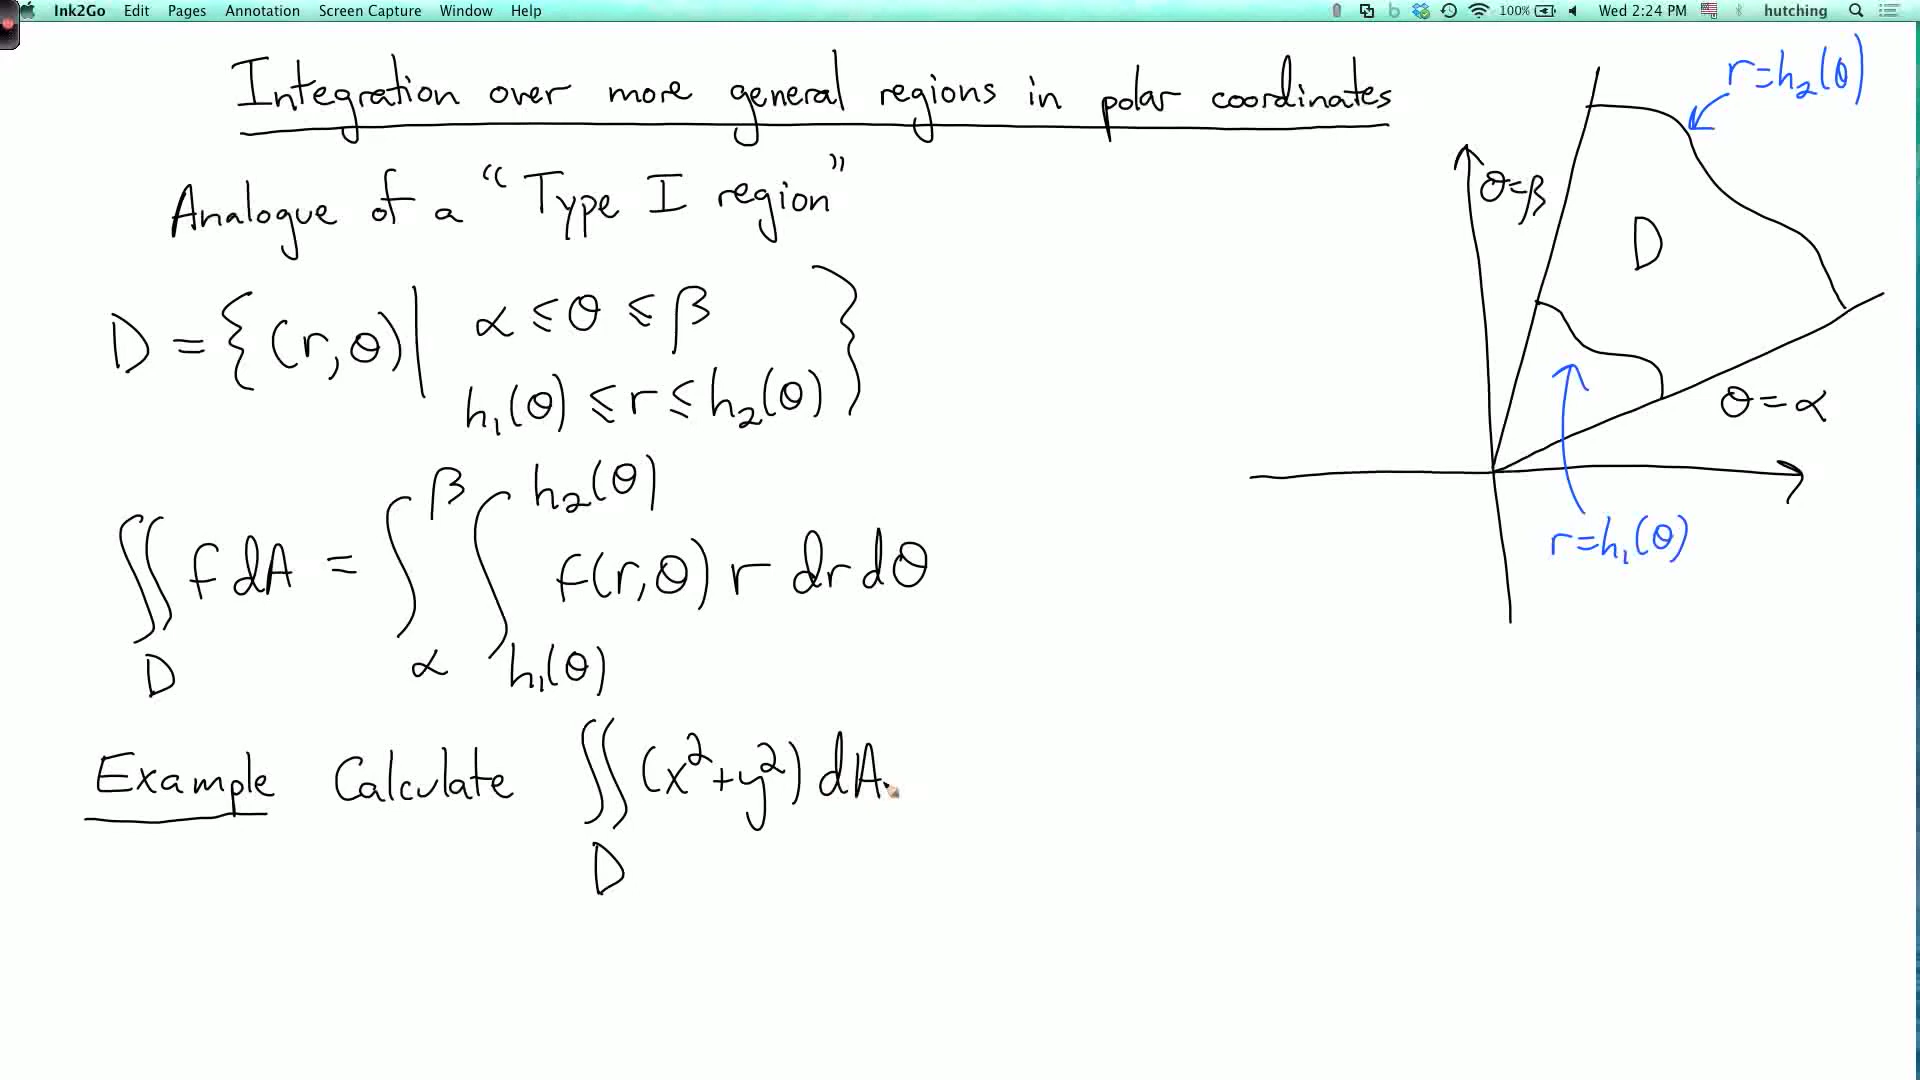 Ink2Go Edit Pages Annotation Screen Capture Window Help 100% Wed 2:24 PM hutching
Integration over more general regions in polar coordinates
Analogue of a “Type I region”
D = {(r,θ) | α ≤ θ ≤ β
h₁(θ) ≤ r ≤ h₂(θ)}
∬_D f dA = ∫_α^β ∫_{h₁(θ)}^{h₂(θ)} f(r,θ) r dr dθ
Example Calculate ∬_D (x²+y²) dA.
r=h₂(θ)
θ=β
D
θ=α
r=h₁(θ)